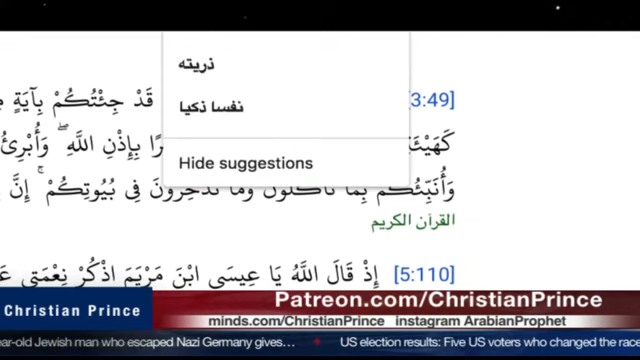 ذريته
نفسا ذكيا
Hide suggestions
[3:49] قَدْ جِئْتُكُمْ بِآيَةٍ
بِإِذْنِ اللَّهِ ۖ وَأُبْرِئُ
وَأُنَبِّئُكُمْ بِمَا تَأْكُلُونَ وَمَا تَدَّخِرُونَ فِي بُيُوتِكُمْ ۚ إِنَّ
القرآن الكريم
[5:110] إِذْ قَالَ اللَّهُ يَا عِيسَى ابْنَ مَرْيَمَ اذْكُرْ نِعْمَتِي
Christian Prince
Patreon.com/ChristianPrince
minds.com/ChristianPrince instagram ArabianProphet
ear-old Jewish man who escaped Nazi Germany gives... US election results: Five US voters who changed the race